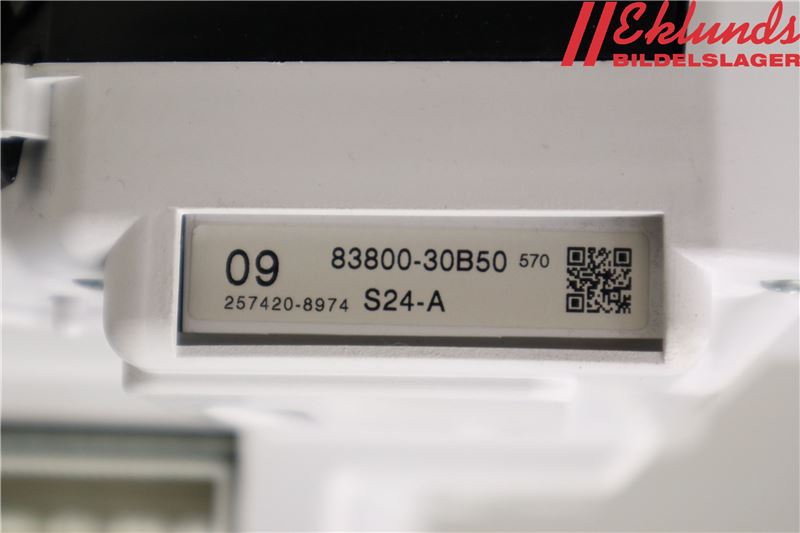 Eklunds
BILDELSLAGER
09 83800-30B50 570
257420-8974 S24-A